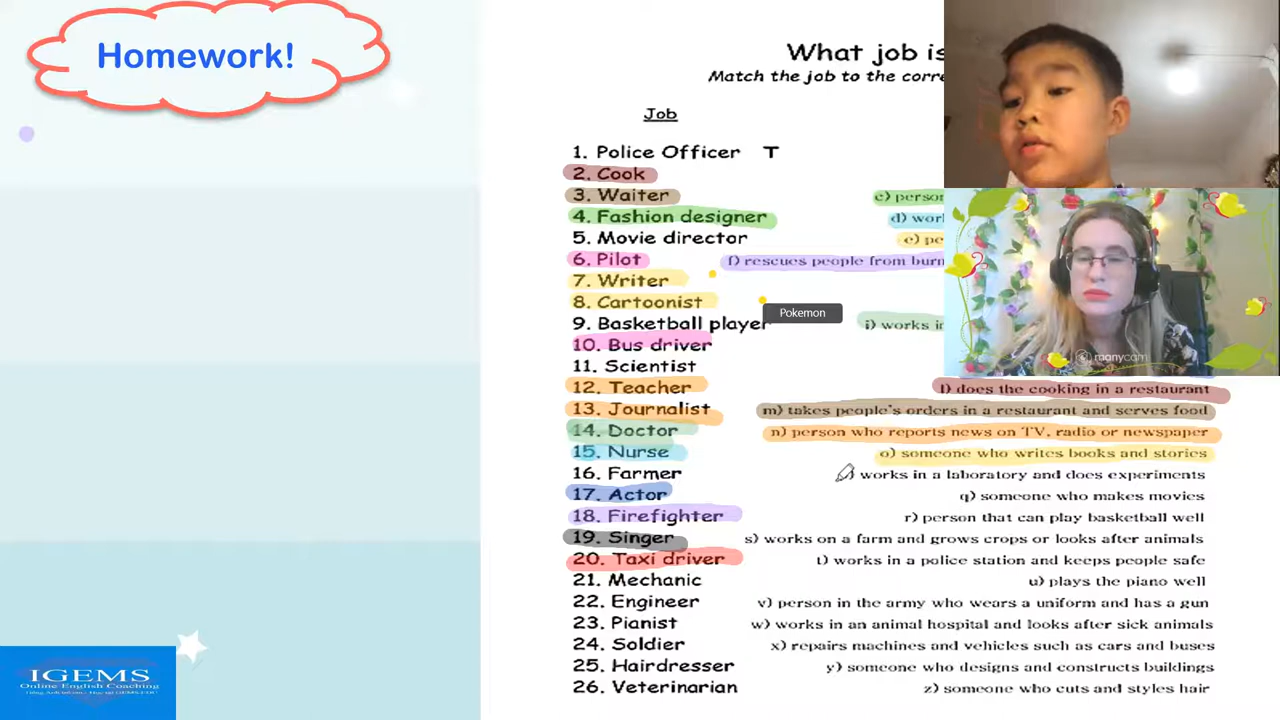 Homework!
What job is
Match the job to the corre
Job
1. Police Officer T
2. Cook
3. Waiter
c) person
4. Fashion designer
d) worl
5. Movie director
e) pe
6. Pilot
f) rescues people from burn
7. Writer
8. Cartoonist
Pokemon
9. Basketball player
i) works in
10. Bus driver
11. Scientist
12. Teacher
l) does the cooking in a restaurant
13. Journalist
m) takes people's orders in a restaurant and serves food
14. Doctor
n) person who reports news on TV, radio or newspaper
15. Nurse
o) someone who writes books and stories
16. Farmer
) works in a laboratory and does experiments
17. Actor
q) someone who makes movies
18. Firefighter
r) person that can play basketball well
19. Singer
s) works on a farm and grows crops or looks after animals
20. Taxi driver
t) works in a police station and keeps people safe
21. Mechanic
u) plays the piano well
22. Engineer
v) person in the army who wears a uniform and has a gun
23. Pianist
w) works in an animal hospital and looks after sick animals
24. Soldier
x) repairs machines and vehicles such as cars and buses
25. Hairdresser
y) someone who designs and constructs buildings
26. Veterinarian
z) someone who cuts and styles hair
manycam
IGEMS
Online English Coaching